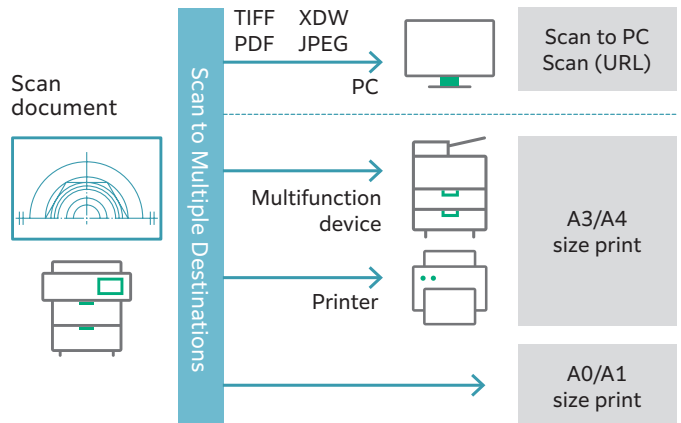 Scan
document
Scan to Multiple Destinations
TIFF XDW
PDF JPEG
PC
Scan to PC
Scan (URL)
Multifunction
device
Printer
A3/A4
size print
A0/A1
size print